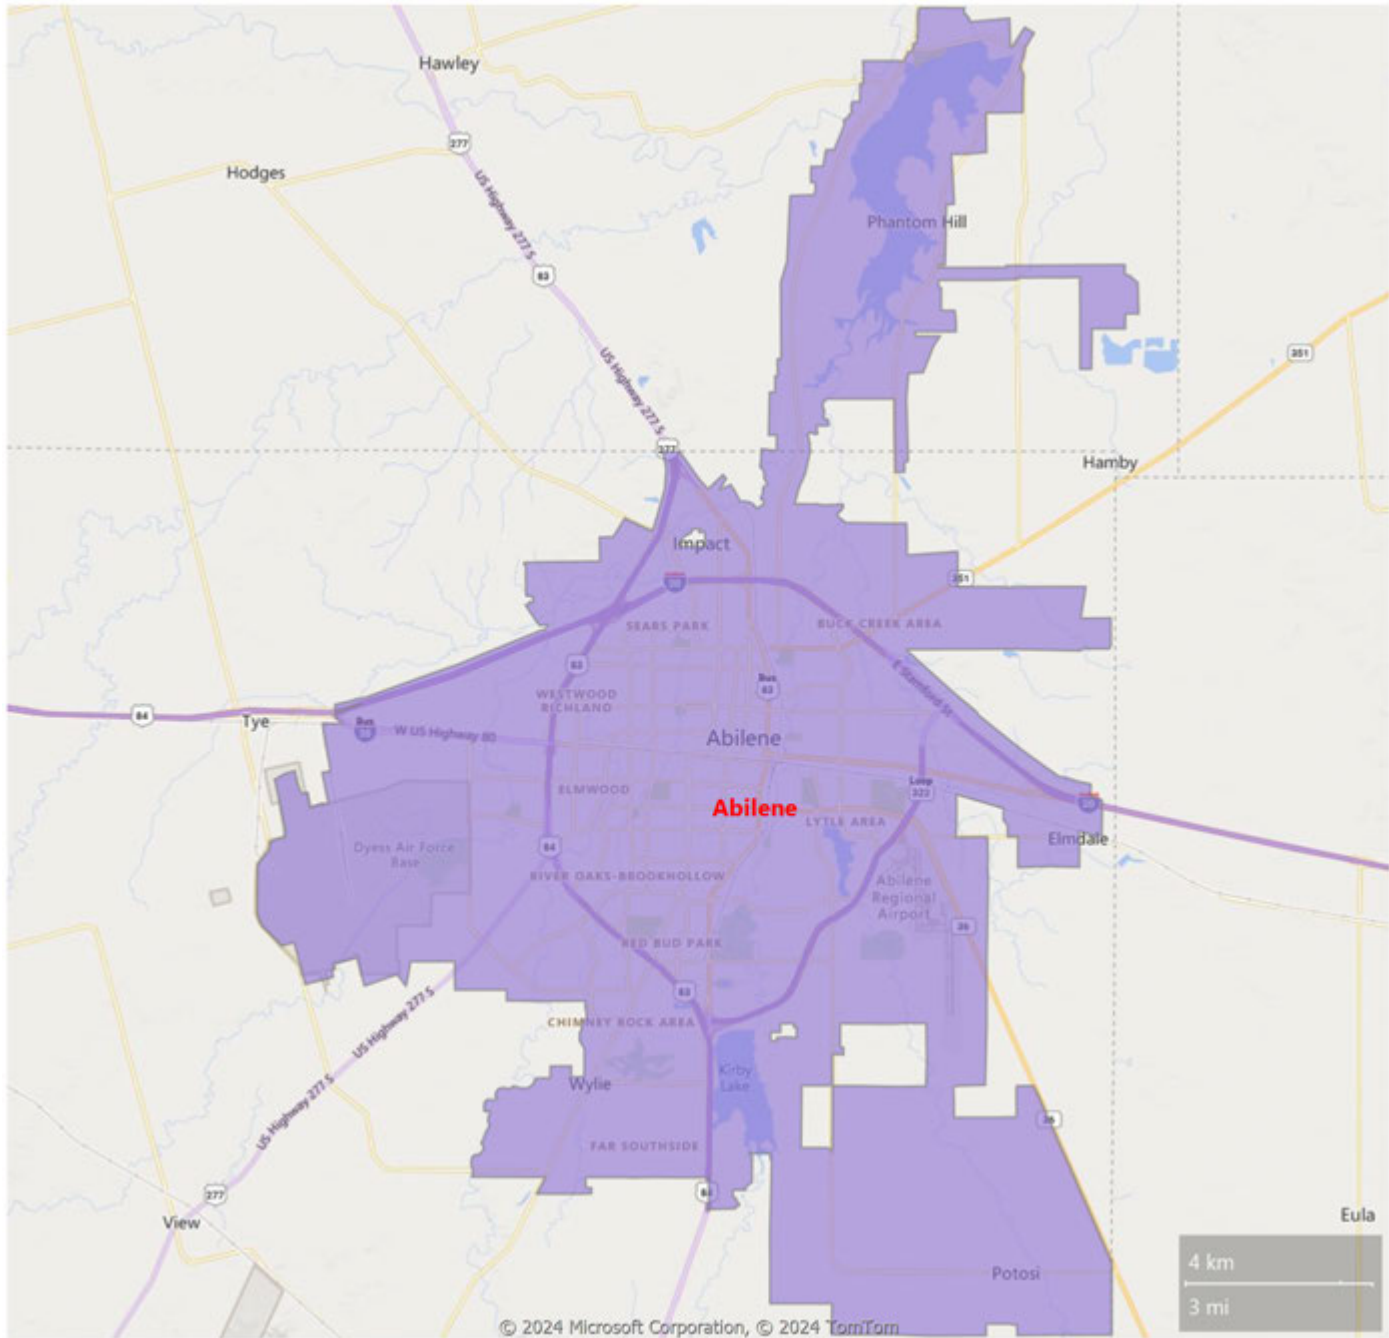 Hawley
277
Hodges
US Highway 277 S
83
Phantom Hill
US Highway 277 S
351
277
Hamby
Impact
20
351
SEARS PARK
BUCK CREEK AREA
83
E Stamford St
Bus
83
WESTWOOD
RICHLAND
84
Tye
Bus
20
W US Highway 80
Abilene
ELMWOOD
Loop
322
Abilene
20
LYTLE AREA
Elmdale
Dyess Air Force
Base
84
RIVER OAKS-BROOKHOLLOW
Abilene
Regional
Airport
36
RED BUD PARK
83
US Highway 277 S
CHIMNEY ROCK AREA
Kirby
Lake
Wylie
US Highway 277 S
36
FAR SOUTHSIDE
277
84
View
Eula
Potosi
4 km
3 mi
© 2024 Microsoft Corporation, © 2024 TomTom